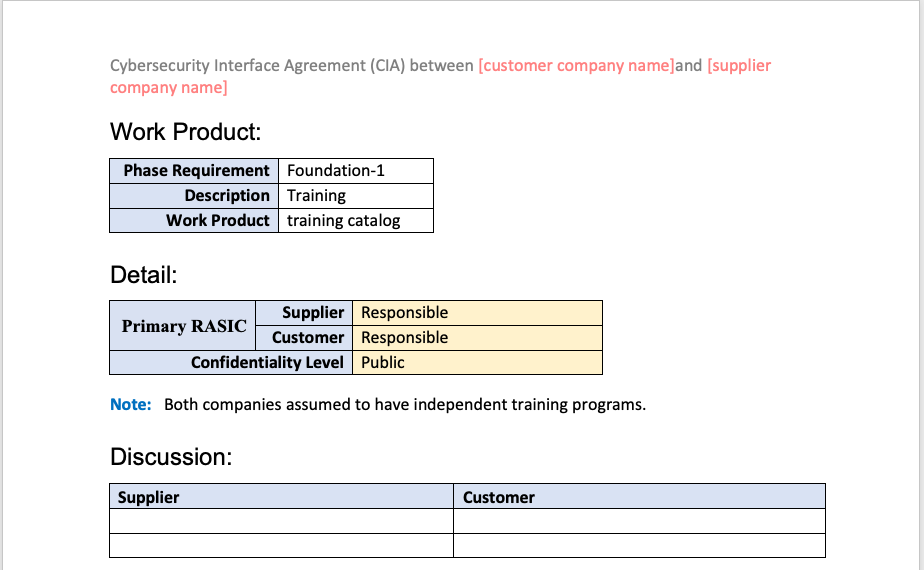 Cybersecurity Interface Agreement (CIA) between [customer company name]and [supplier
company name]
Work Product:
Phase Requirement Foundation-1
Description Training
Work Product training catalog
Detail:
Primary RASIC
Supplier Responsible
Customer Responsible
Confidentiality Level Public
Note: Both companies assumed to have independent training programs.
Discussion:
Supplier Customer